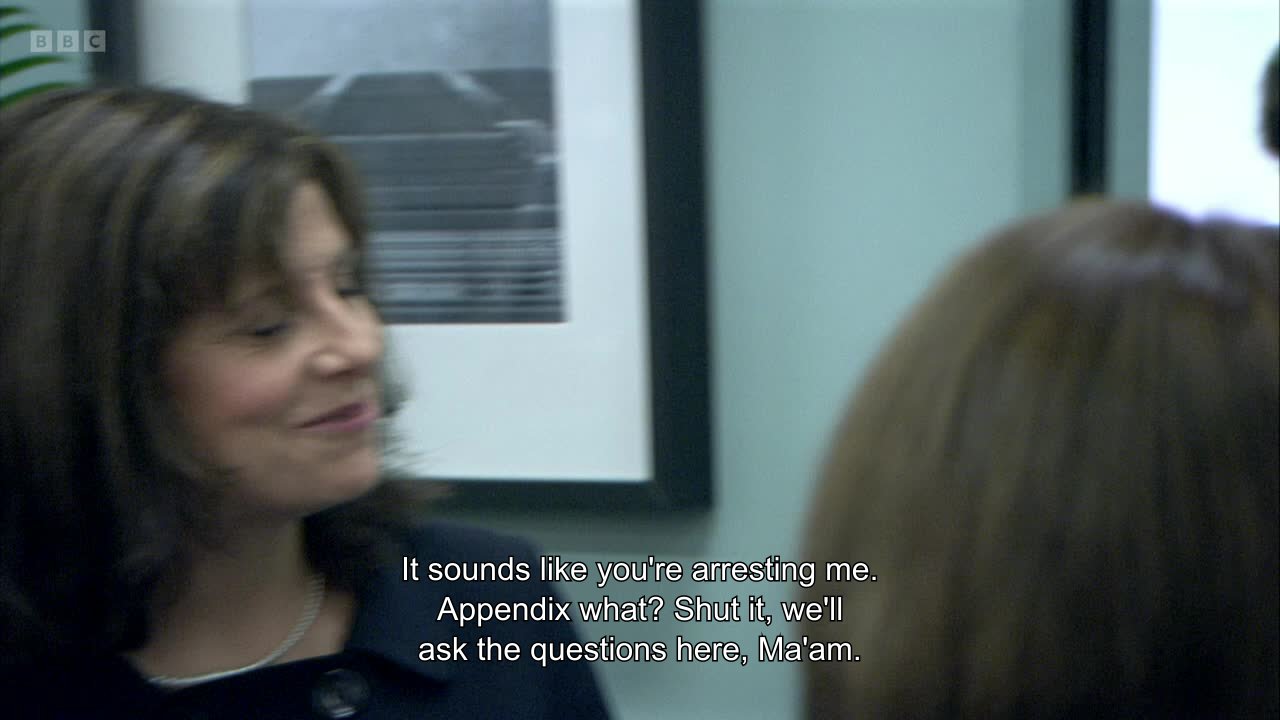 BBC
It sounds like you're arresting me.
Appendix what? Shut it, we'll
ask the questions here, Ma'am.